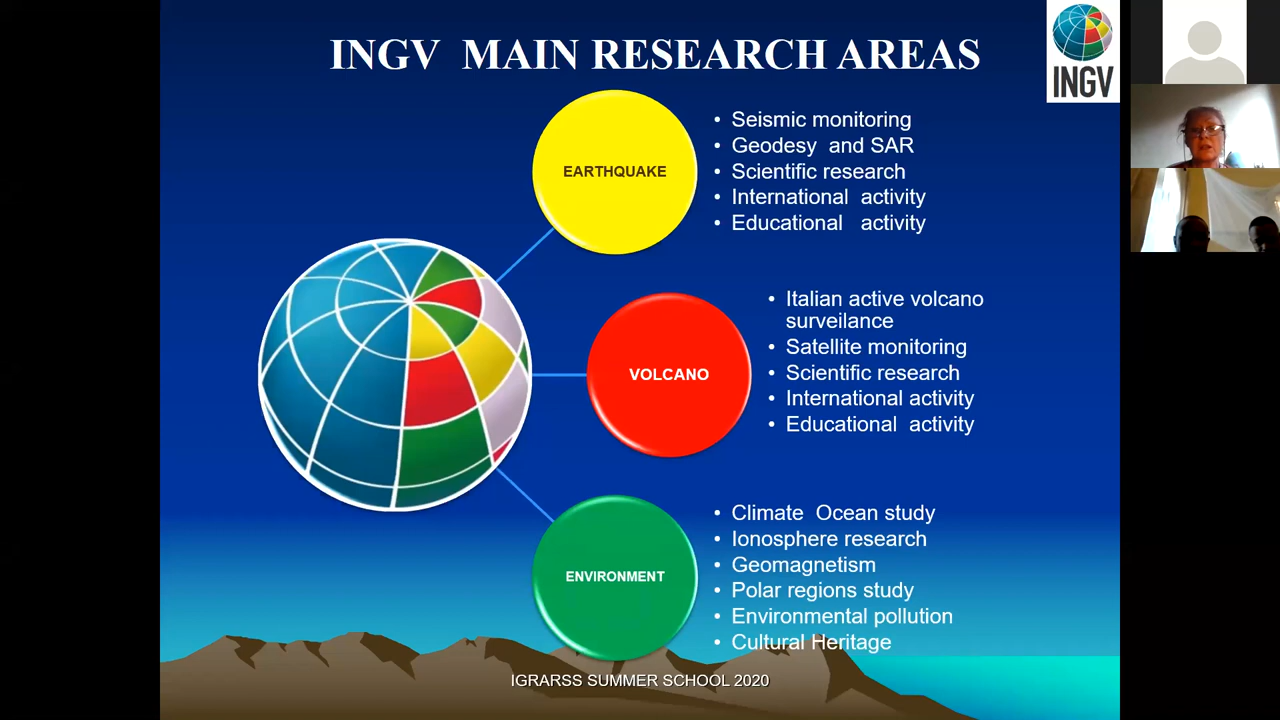 INGV MAIN RESEARCH AREAS
INGV
EARTHQUAKE
• Seismic monitoring
• Geodesy and SAR
• Scientific research
• International activity
• Educational activity
VOLCANO
• Italian active volcano
surveilance
• Satellite monitoring
• Scientific research
• International activity
• Educational activity
ENVIRONMENT
• Climate Ocean study
• Ionosphere research
• Geomagnetism
• Polar regions study
• Environmental pollution
• Cultural Heritage
IGRARSS SUMMER SCHOOL 2020